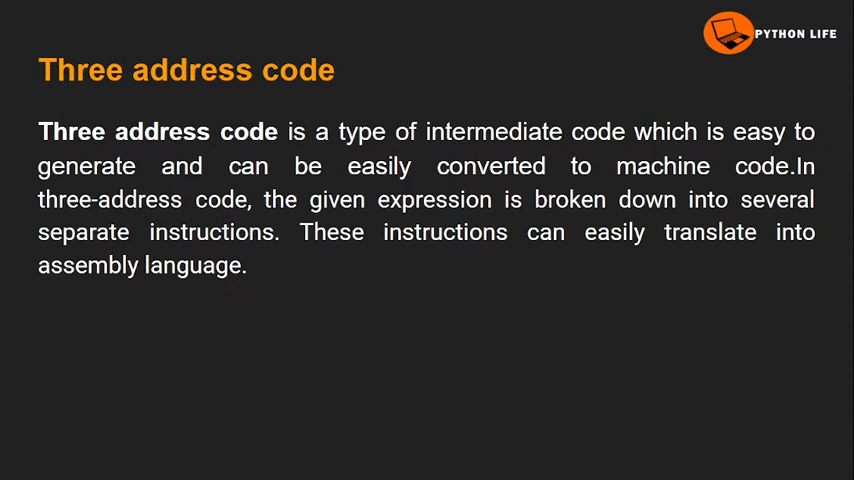 PYTHON LIFE
Three address code
Three address code is a type of intermediate code which is easy to
generate and can be easily converted to machine code.In
three-address code, the given expression is broken down into several
separate instructions. These instructions can easily translate into
assembly language.